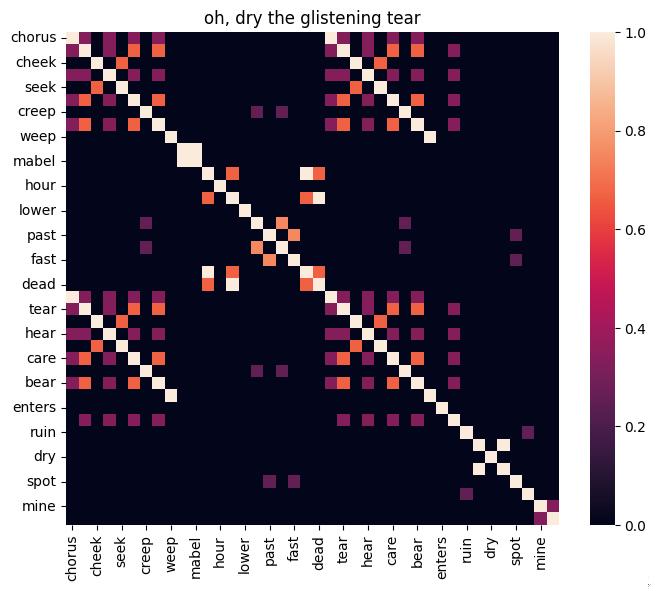 oh, dry the glistening tear
chorus
cheek
seek
creep
weep
mabel
hour
lower
past
fast
dead
tear
hear
care
bear
enters
ruin
dry
spot
mine
chorus
cheek
seek
creep
weep
mabel
hour
lower
past
fast
dead
tear
hear
care
bear
enters
ruin
dry
spot
mine
1.0
0.8
0.6
0.4
0.2
0.0